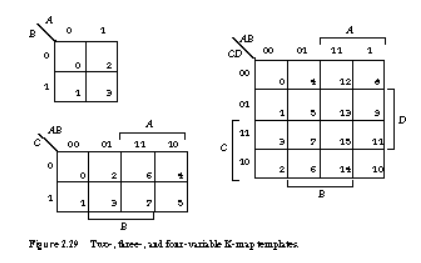 A
B 0 1
0 0 2
1 1 3
AB
C 00 01 11 10
A
0 0 2 6 4
1 1 3 7 5
B
AB
CD 00 01 11 1
A
00 0 4 12
01 1 5 13 9
11 3 7 15 11
10 2 6 14 10
C
D
B
Figure 2.29 Two-, three-, and four-variable K-map templates.